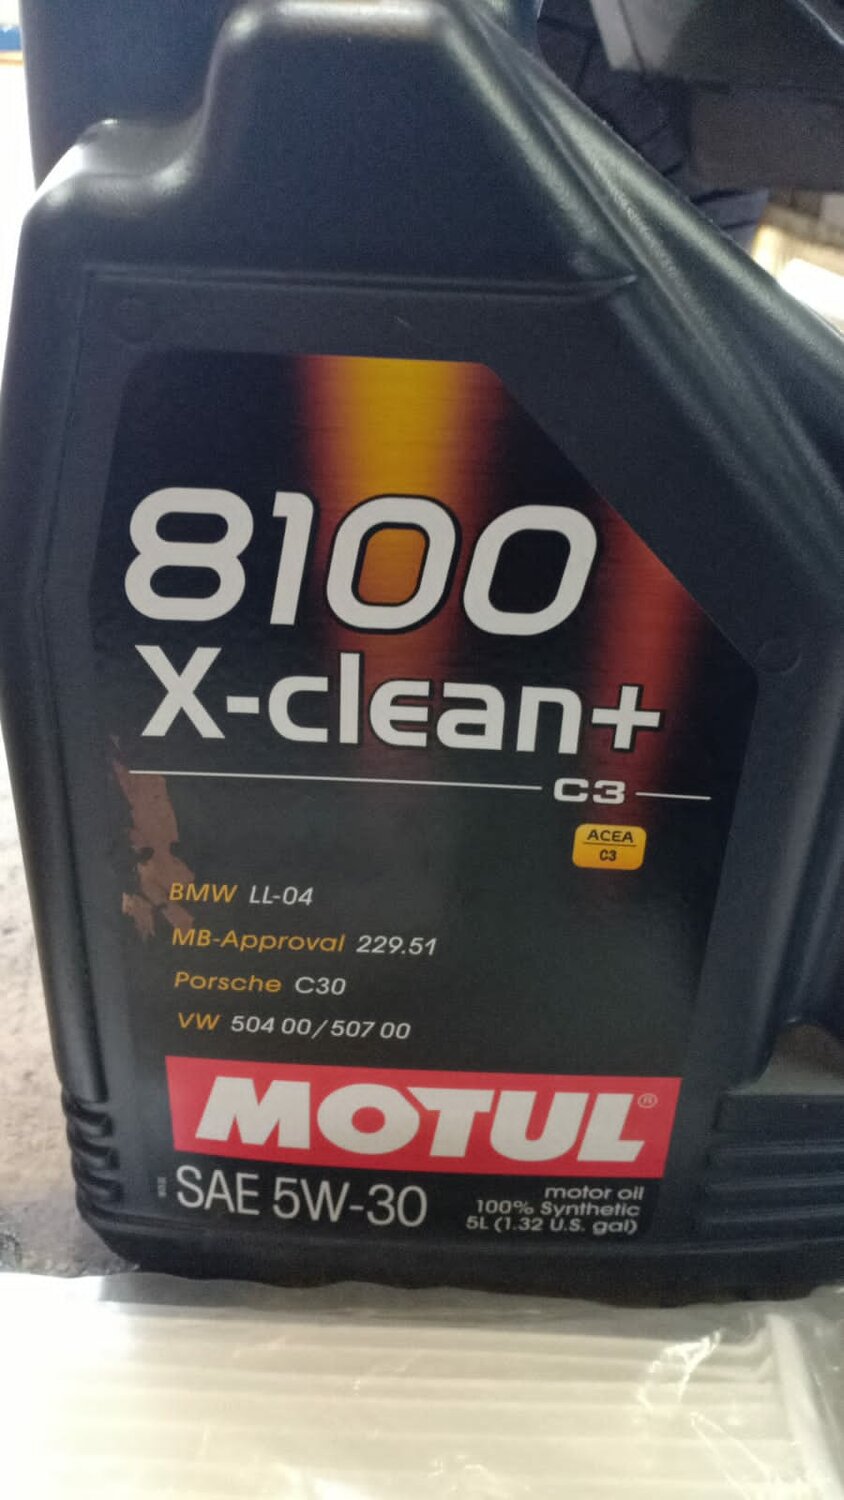 8100
X-clean+
C3
ACEA
C3
BMW LL-04
MB-Approval 229.51
Porsche C30
VW 504 00 / 507 00
MOTUL®
SAE 5W-30
motor oil
100% Synthetic
5L (1.32 U.S. gal)